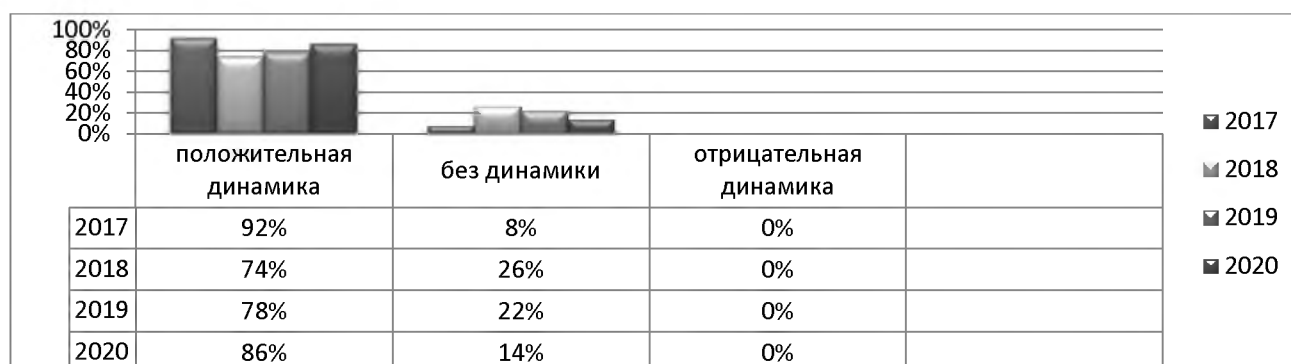 100%
80%
60%
40%
20%
0%
положительная
динамика
без динамики
отрицательная
динамика
2017 92% 8% 0%
2018 74% 26% 0%
2019 78% 22% 0%
2020 86% 14% 0%
2017
2018
2019
2020